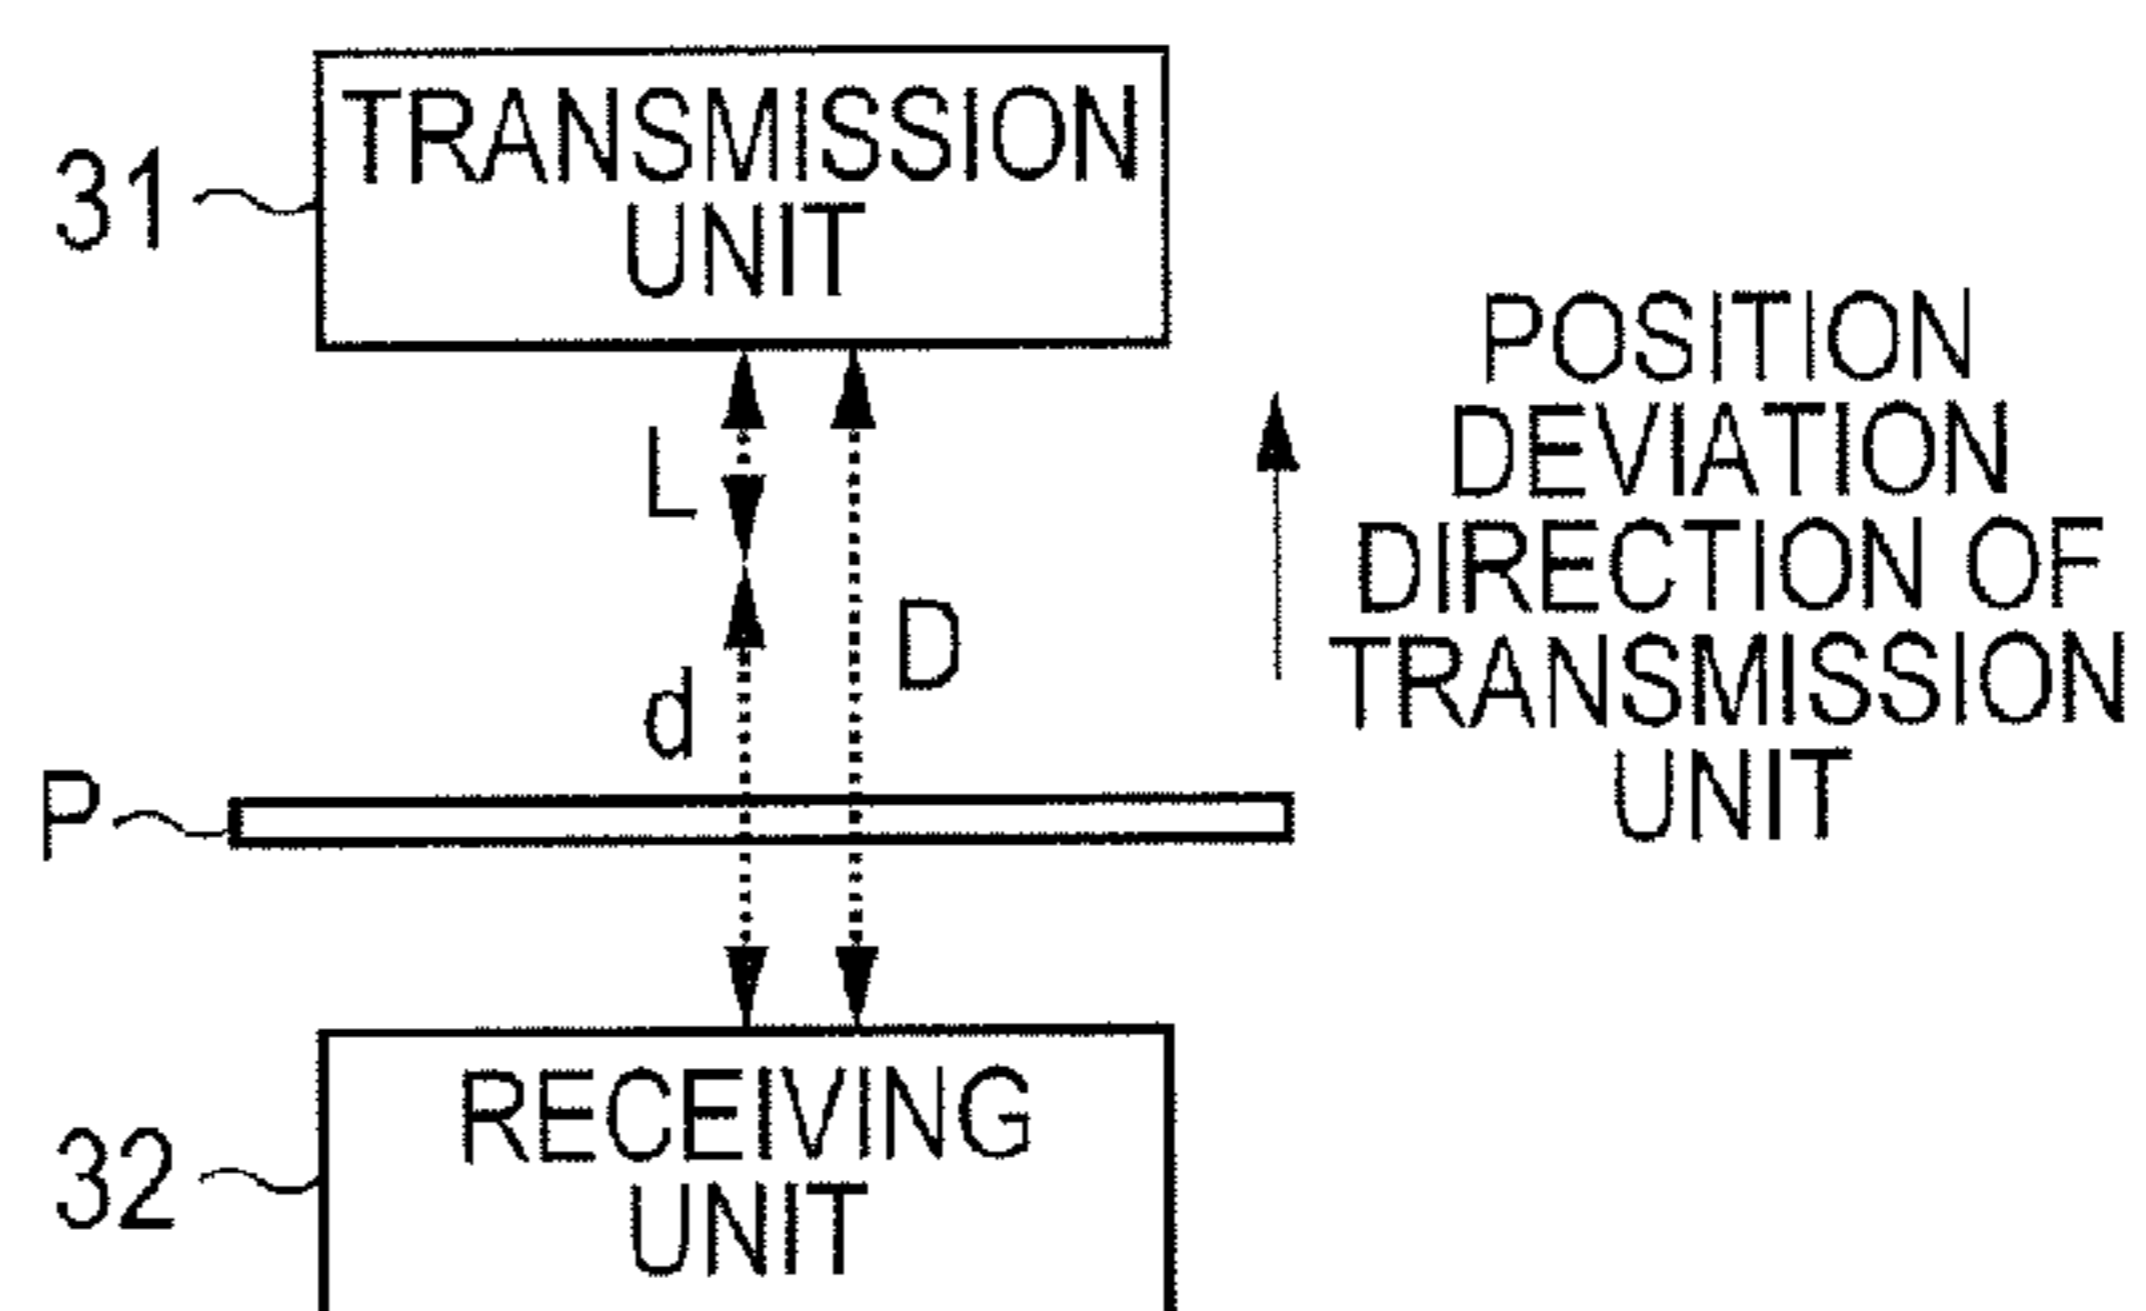 TRANSMISSION
UNIT
31
POSITION
DEVIATION
DIRECTION OF
TRANSMISSION
UNIT
L
D
d
P
RECEIVING
UNIT
32